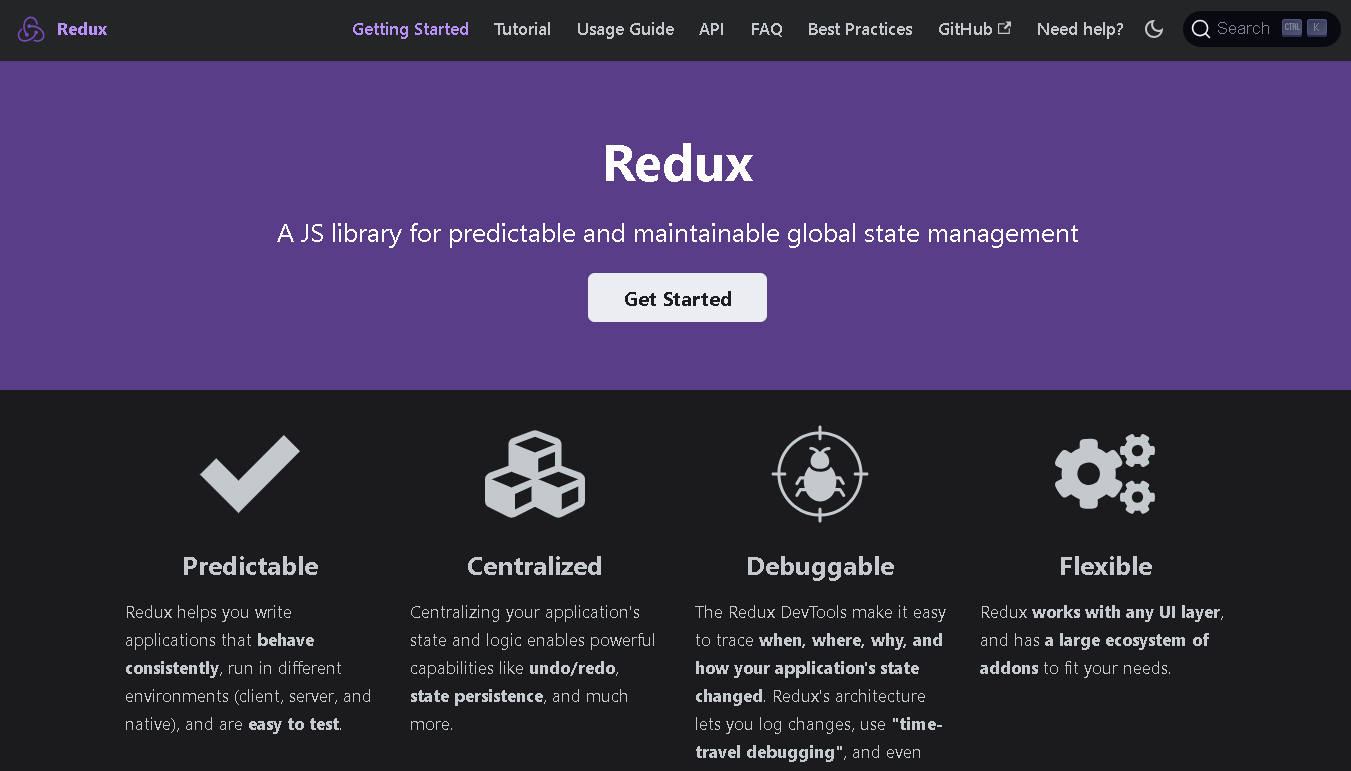 Redux
Getting Started
Tutorial
Usage Guide
API
FAQ
Best Practices
GitHub
Need help?
Search
CTRL
K
Redux
A JS library for predictable and maintainable global state management
Get Started
Predictable
Redux helps you write
applications that behave
consistently, run in different
environments (client, server, and
native), and are easy to test.
Centralized
Centralizing your application's
state and logic enables powerful
capabilities like undo/redo,
state persistence, and much
more.
Debuggable
The Redux DevTools make it easy
to trace when, where, why, and
how your application's state
changed. Redux's architecture
lets you log changes, use "time-
travel debugging", and even
Flexible
Redux works with any UI layer,
and has a large ecosystem of
addons to fit your needs.